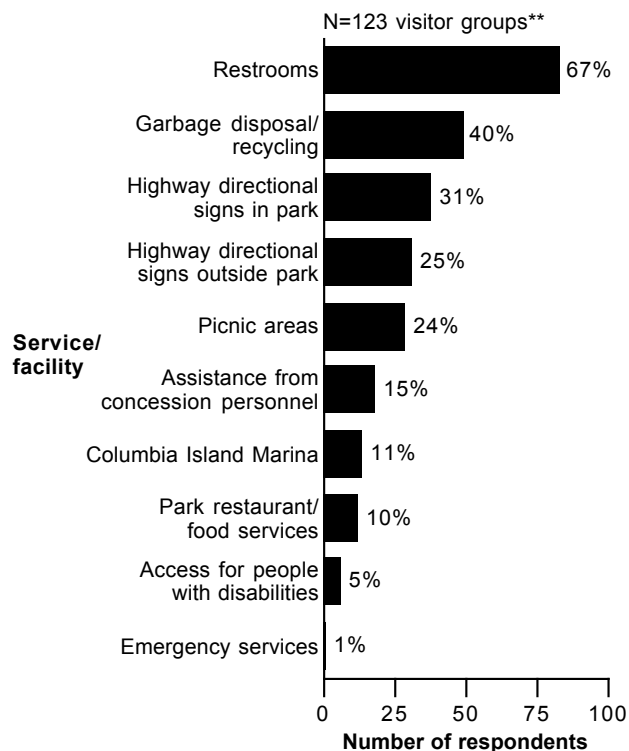 N=123 visitor groups**
Restrooms
67%
Garbage disposal/
recycling
40%
Highway directional
signs in park
31%
Highway directional
signs outside park
25%
Picnic areas
24%
Service/
facility
Assistance from
concession personnel
15%
Columbia Island Marina
11%
Park restaurant/
food services
10%
Access for people
with disabilities
5%
Emergency services
1%
0 25 50 75 100
Number of respondents